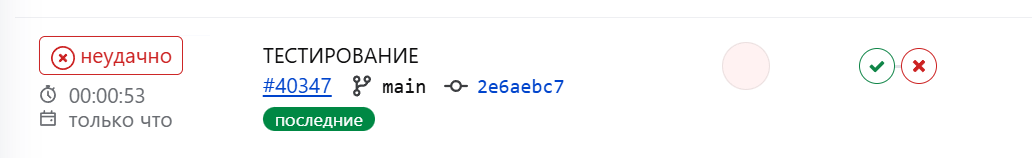 неудачно
00:00:53
только что
ТЕСТИРОВАНИЕ
#40347 main 2e6aebc7
последние